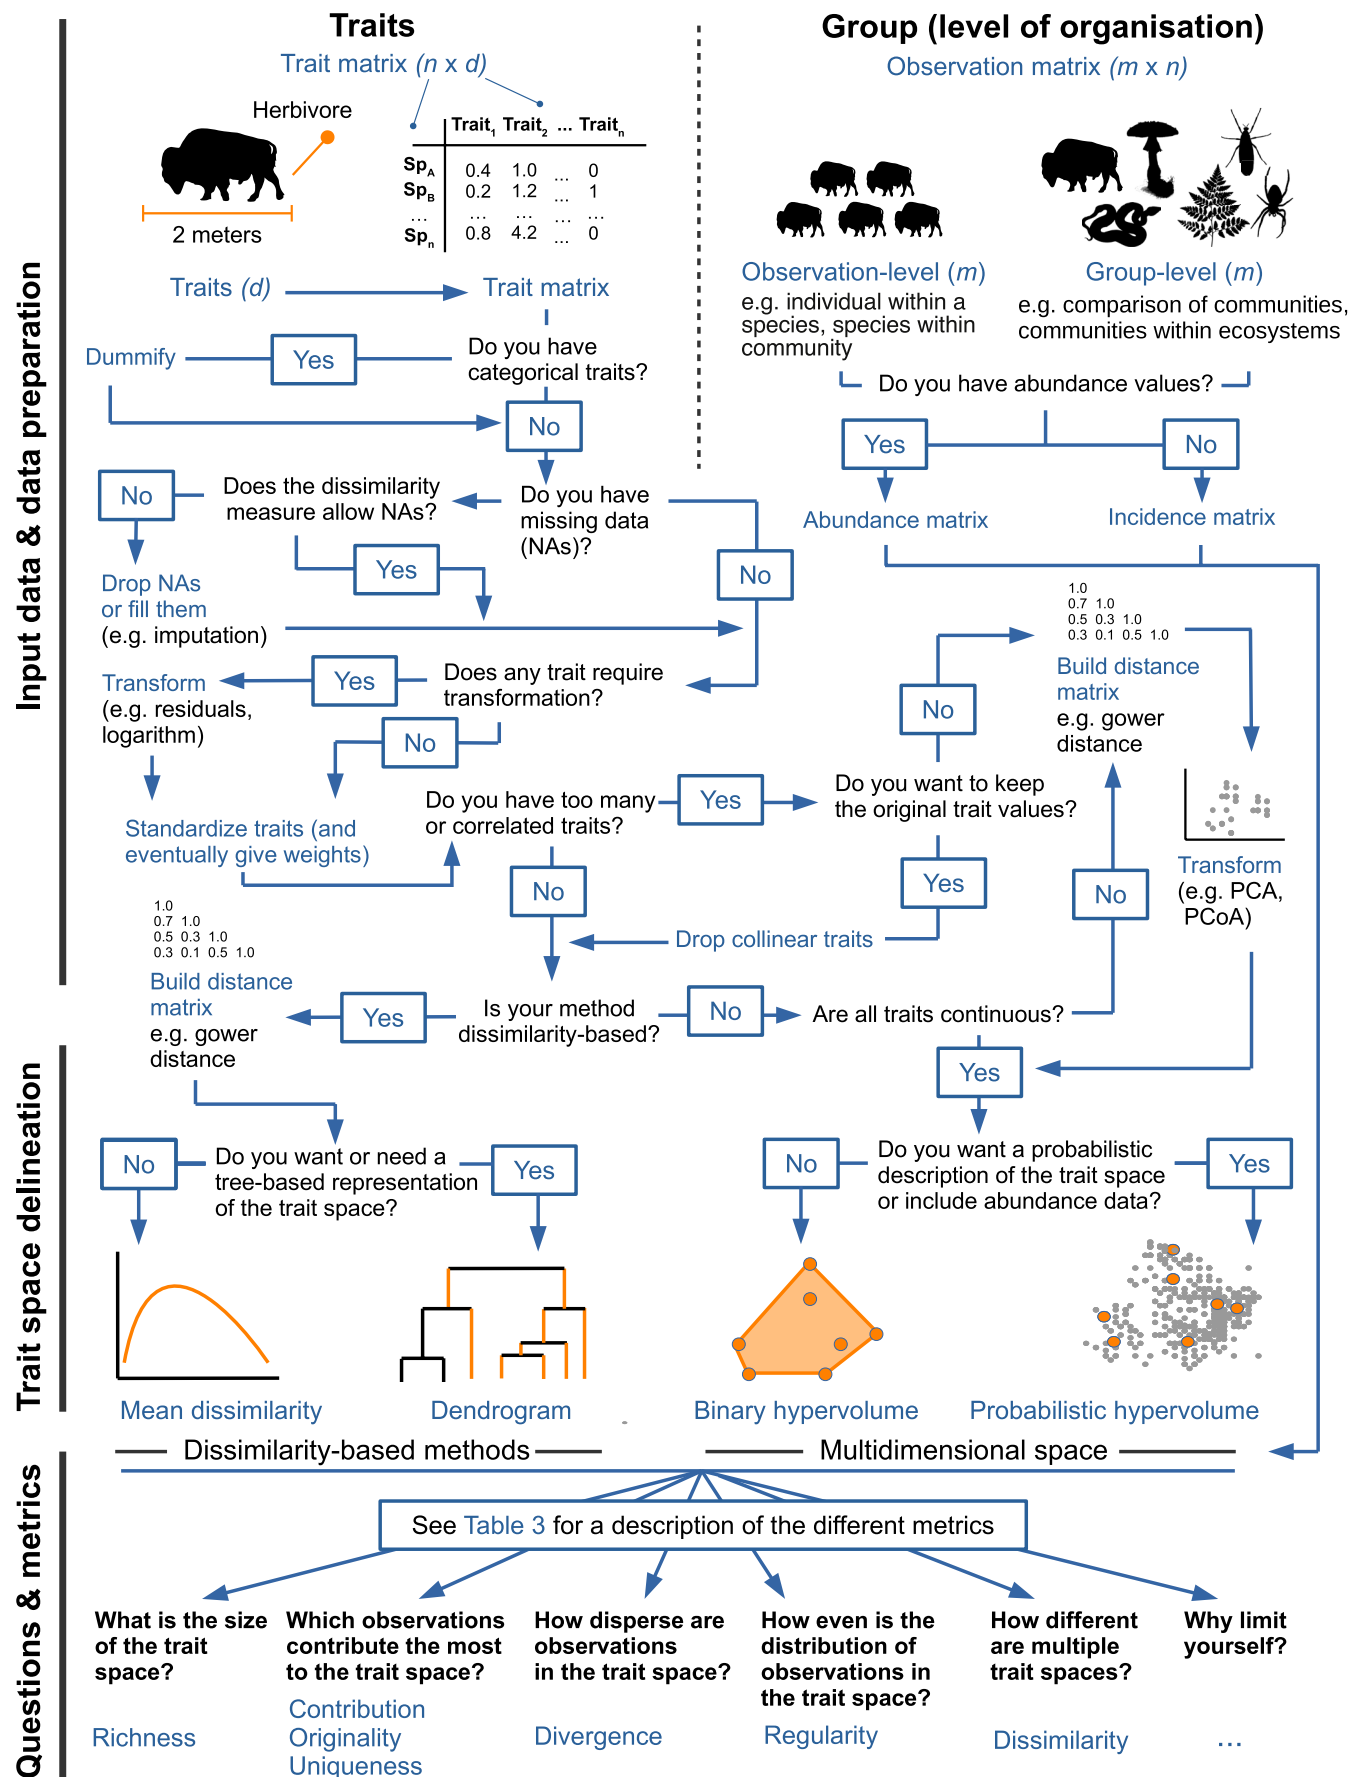 Traits
Trait matrix (n x d)
Herbivore
2 meters
Trait1 Trait2 ... Traitn
SpA 0.4 1.0 ... 0
SpB 0.2 1.2 ... 1
... ... ... ...
Spn 0.8 4.2 ... 0
Group (level of organisation)
Observation matrix (m x n)
Observation-level (m)
e.g. individual within a
species, species within
community
Group-level (m)
e.g. comparison of communities,
communities within ecosystems
Input data & data preparation
Traits (d)
Trait matrix
Dummify
Yes
Do you have
categorical traits?
No
Do you have abundance values?
Yes
No
Abundance matrix
Incidence matrix
No
Does the dissimilarity
measure allow NAs?
Do you have
missing data
(NAs)?
Yes
No
Drop NAs
or fill them
(e.g. imputation)
Transform
(e.g. residuals,
logarithm)
Yes
Does any trait require
transformation?
No
Standardize traits (and
eventually give weights)
Do you have too many
or correlated traits?
Yes
Do you want to keep
the original trait values?
No
1.0
0.7 1.0
0.5 0.3 1.0
0.3 0.1 0.5 1.0
Build distance
matrix
e.g. gower
distance
Transform
(e.g. PCA,
PCoA)
No
Yes
No
Drop collinear traits
1.0
0.7 1.0
0.5 0.3 1.0
0.3 0.1 0.5 1.0
Build distance
matrix
e.g. gower
distance
Yes
Is your method
dissimilarity-based?
No
Are all traits continuous?
Yes
Trait space delineation
No
Do you want or need a
tree-based representation
of the trait space?
Yes
No
Do you want a probabilistic
description of the trait space
or include abundance data?
Yes
Mean dissimilarity
Dendrogram
Binary hypervolume
Probabilistic hypervolume
Dissimilarity-based methods
Multidimensional space
Questions & metrics
See Table 3 for a description of the different metrics
What is the size
of the trait
space?
Richness
Which observations
contribute the most
to the trait space?
Contribution
Originality
Uniqueness
How disperse are
observations
in the trait space?
Divergence
How even is the
distribution of
observations in
the trait space?
Regularity
How different
are multiple
trait spaces?
Dissimilarity
Why limit
yourself?
...